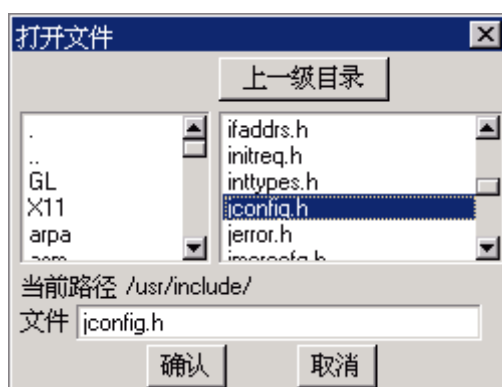 打开文件
上一级目录
.
..
GL
X11
arpa
ifaddrs.h
initreq.h
inttypes.h
jconfig.h
jerror.h
当前路径 /usr/include/
文件 jconfig.h
确认 取消